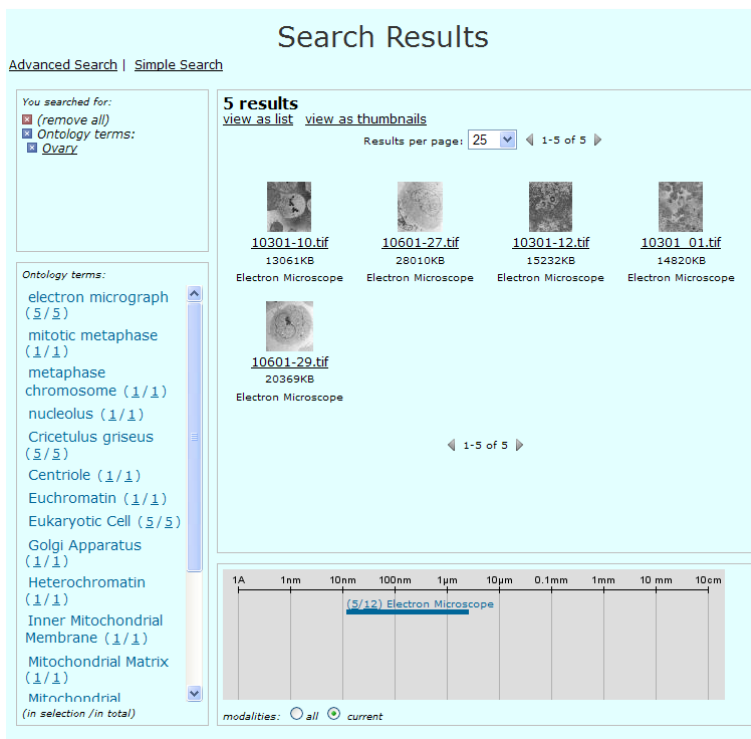 Search Results
Advanced Search | Simple Search
You searched for:
(remove all)
Ontology terms:
Ovary
5 results
view as list view as thumbnails
Results per page: 25 1-5 of 5
10301-10.tif 10601-27.tif 10301-12.tif 10301_01.tif
13061KB 28010KB 15232KB 14820KB
Electron Microscope Electron Microscope Electron Microscope Electron Microscope
10601-29.tif
20369KB
Electron Microscope
1-5 of 5
Ontology terms:
electron micrograph
(5/5)
mitotic metaphase
(1/1)
metaphase
chromosome (1/1)
nucleolus (1/1)
Cricetulus griseus
(5/5)
Centriole (1/1)
Euchromatin (1/1)
Eukaryotic Cell (5/5)
Golgi Apparatus
(1/1)
Heterochromatin
(1/1)
Inner Mitochondrial
Membrane (1/1)
Mitochondrial Matrix
(1/1)
Mitochondrial
(in selection /in total)
1A 1nm 10nm 100nm 1µm 10µm 0.1mm 1mm 10 mm 10cm
(5/12) Electron Microscope
modalities: all current